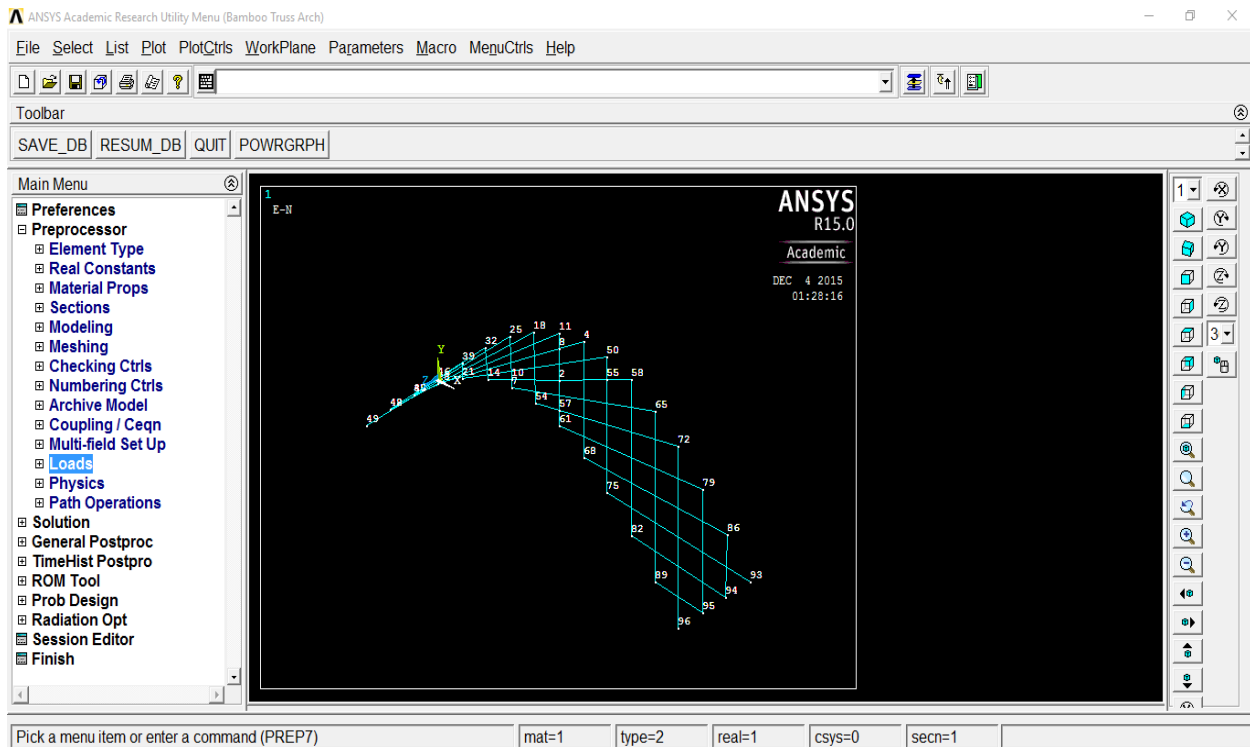 ANSYS Academic Research Utility Menu (Bamboo Truss Arch)
File Select List Plot PlotCtrls WorkPlane Parameters Macro MenuCtrls Help
Toolbar
SAVE_DB RESUM_DB QUIT POWRGRPH
Main Menu
Preferences
Preprocessor
Element Type
Real Constants
Material Props
Sections
Modeling
Meshing
Checking Ctrls
Numbering Ctrls
Archive Model
Coupling / Ceqn
Multi-field Set Up
Loads
Physics
Path Operations
Solution
General Postproc
TimeHist Postpro
ROM Tool
Prob Design
Radiation Opt
Session Editor
Finish
1
E-N
ANSYS
R15.0
Academic
DEC 4 2015
01:28:16
25 18 11
32 8 4
Y
39 50
Z X 21 14 10 2 55 58
7
54 57 65
49 61
72
68
79
75
82 86
89 93
94
95
96
1
3
Pick a menu item or enter a command (PREP7) mat=1 type=2 real=1 csys=0 secn=1